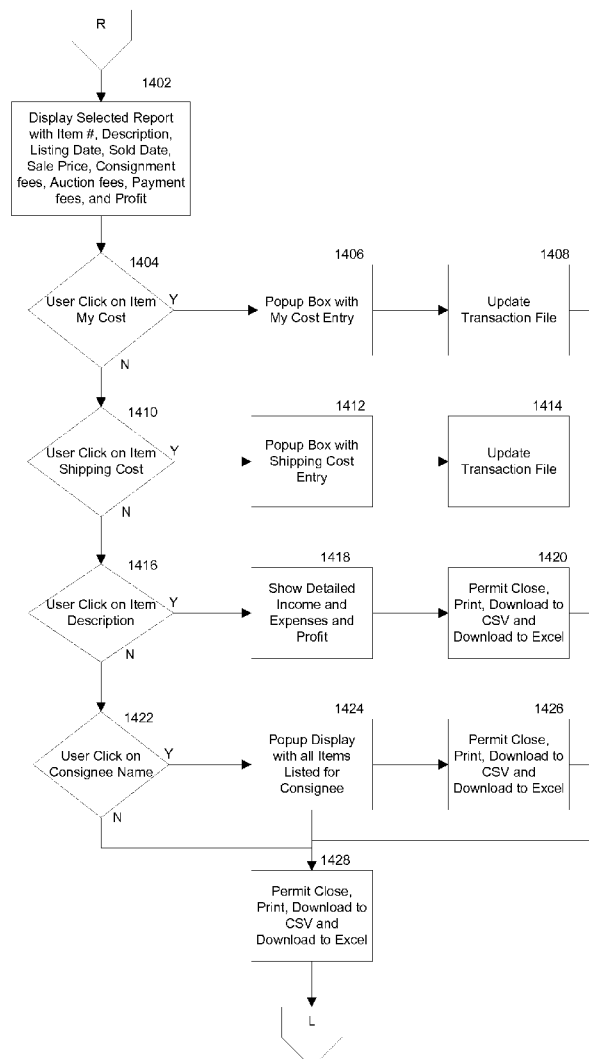 R
1402
Display Selected Report
with Item #, Description,
Listing Date, Sold Date,
Sale Price, Consignment
fees, Auction fees, Payment
fees, and Profit
1404
User Click on Item
My Cost
Y
N
1406
Popup Box with
My Cost Entry
1408
Update
Transaction File
1410
User Click on Item
Shipping Cost
Y
N
1412
Popup Box with
Shipping Cost
Entry
1414
Update
Transaction File
1416
User Click on Item
Description
Y
N
1418
Show Detailed
Income and
Expenses and
Profit
1420
Permit Close,
Print, Download to
CSV and
Download to Excel
1422
User Click on
Consignee Name
Y
N
1424
Popup Display
with all Items
Listed for
Consignee
1426
Permit Close,
Print, Download to
CSV and
Download to Excel
1428
Permit Close,
Print, Download to
CSV and
Download to Excel
L